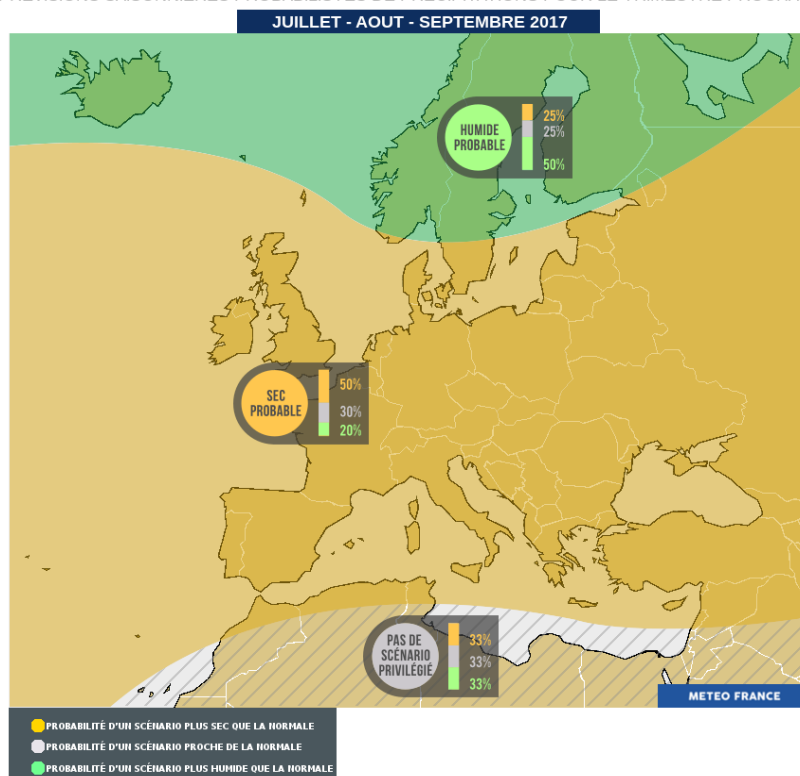 JUILLET - AOUT - SEPTEMBRE 2017
HUMIDE
PROBABLE
25%
25%
50%
SEC
PROBABLE
50%
30%
20%
PAS DE
SCÉNARIO
PRIVILÉGIÉ
33%
33%
33%
METEO FRANCE
PROBABILITÉ D'UN SCÉNARIO PLUS SEC QUE LA NORMALE
PROBABILITÉ D'UN SCÉNARIO PROCHE DE LA NORMALE
PROBABILITÉ D'UN SCÉNARIO PLUS HUMIDE QUE LA NORMALE